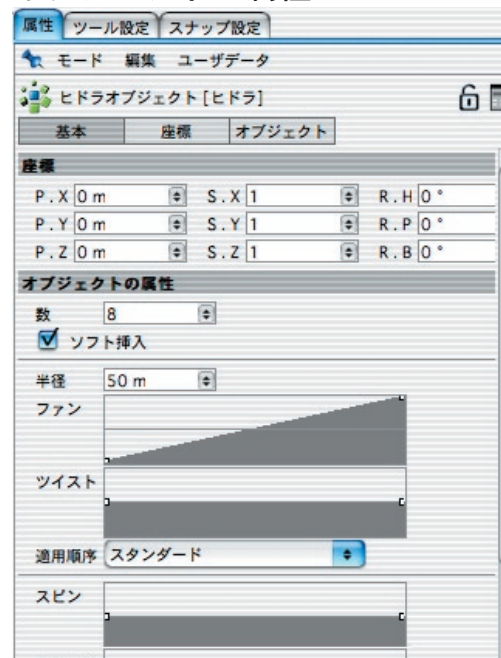 属性 ツール設定 スナップ設定
モード 編集 ユーザデータ
ヒドラオブジェクト [ヒドラ]
基本 座標 オブジェクト
座標
P.X 0 m S.X 1 R.H 0 °
P.Y 0 m S.Y 1 R.P 0 °
P.Z 0 m S.Z 1 R.B 0 °
オブジェクトの属性
数 8
ソフト挿入
半径 50 m
ファン
ツイスト
適用順序 スタンダード
スピン